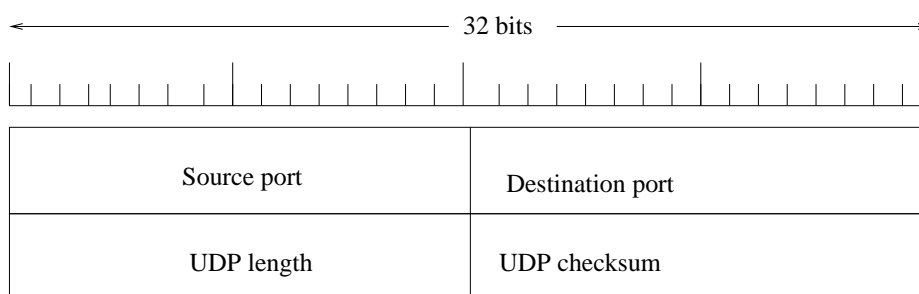 32 bits
Source port
Destination port
UDP length
UDP checksum